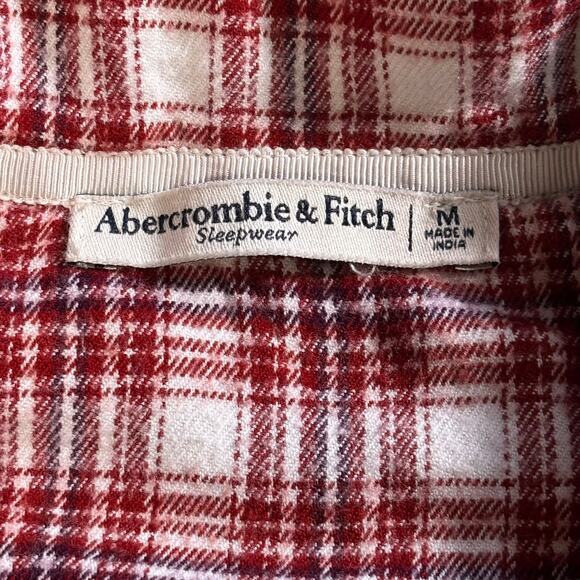 Abercrombie & Fitch
Sleepwear
M
MADE IN
INDIA